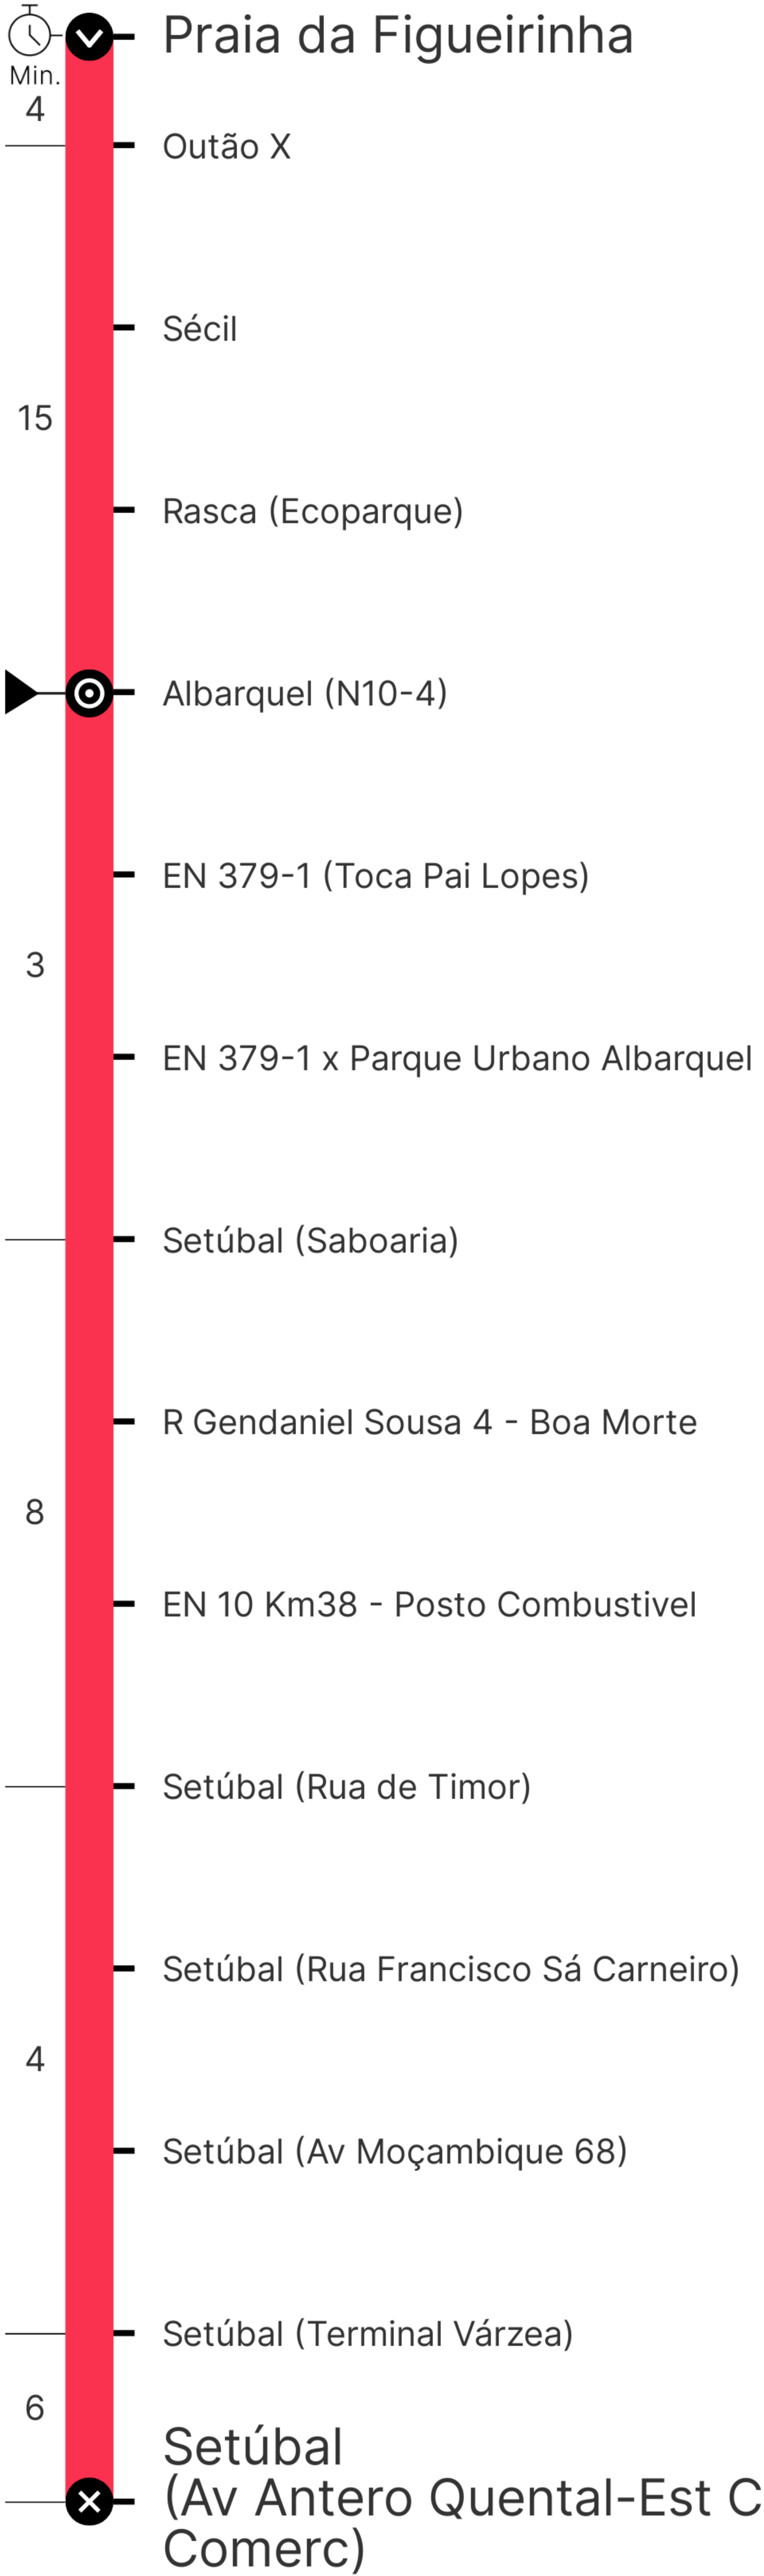 Praia da Figueirinha
Min.
4
Outão X
Sécil
15
Rasca (Ecoparque)
Albarquel (N10-4)
EN 379-1 (Toca Pai Lopes)
3
EN 379-1 x Parque Urbano Albarquel
Setúbal (Saboaria)
R Gendaniel Sousa 4 - Boa Morte
8
EN 10 Km38 - Posto Combustivel
Setúbal (Rua de Timor)
Setúbal (Rua Francisco Sá Carneiro)
4
Setúbal (Av Moçambique 68)
Setúbal (Terminal Várzea)
6
Setúbal
(Av Antero Quental-Est C
Comerc)